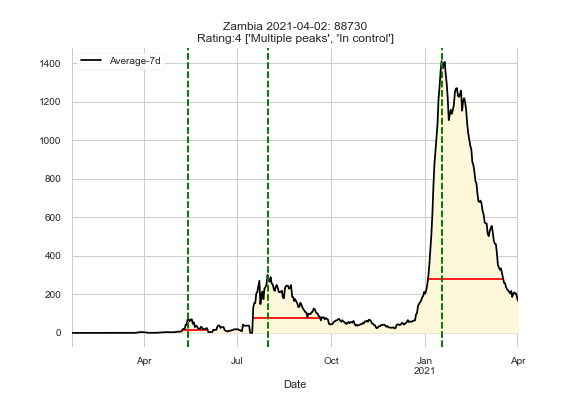 Zambia 2021-04-02: 88730
Rating:4 ['Multiple peaks', 'In control']
Average-7d
1400
1200
1000
800
600
400
200
0
Apr
Jul
Oct
Jan
2021
Apr
Date